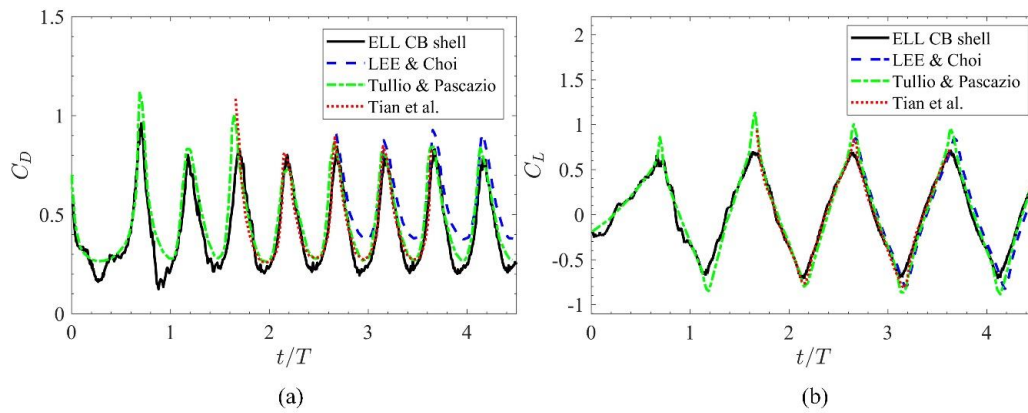 (a)
1.5
1
0.5
0
C_D
0 1 2 3 4
t/T
ELL CB shell
LEE & Choi
Tullio & Pascazio
Tian et al.
(b)
2
1.5
1
0.5
0
-0.5
-1
C_L
0 1 2 3 4
t/T
ELL CB shell
LEE & Choi
Tullio & Pascazio
Tian et al.
(a)
(b)